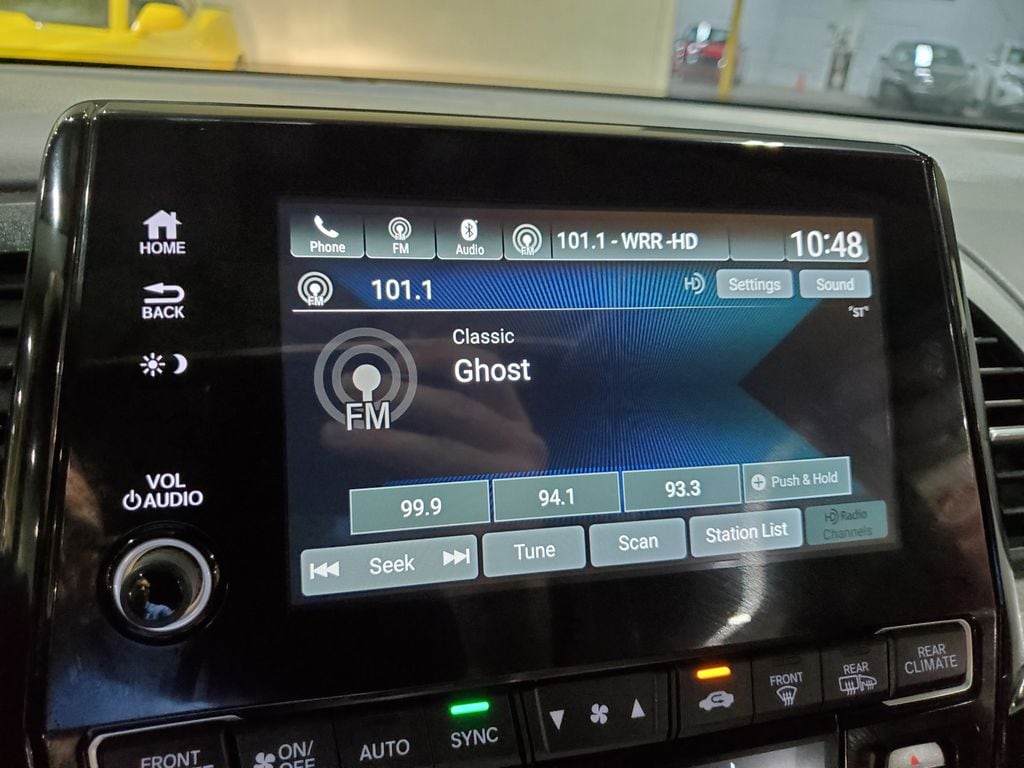 HOME
BACK
VOL
AUDIO
Phone
FM
Audio
FM
101.1 - WRR -HD
10:48
FM
101.1
HD
Settings
Sound
"ST"
Classic
Ghost
FM
99.9
94.1
93.3
Push & Hold
Seek
Tune
Scan
Station List
HD Radio
Channels
FRONT
ON/
OFF
AUTO
SYNC
FRONT
REAR
REAR
CLIMATE